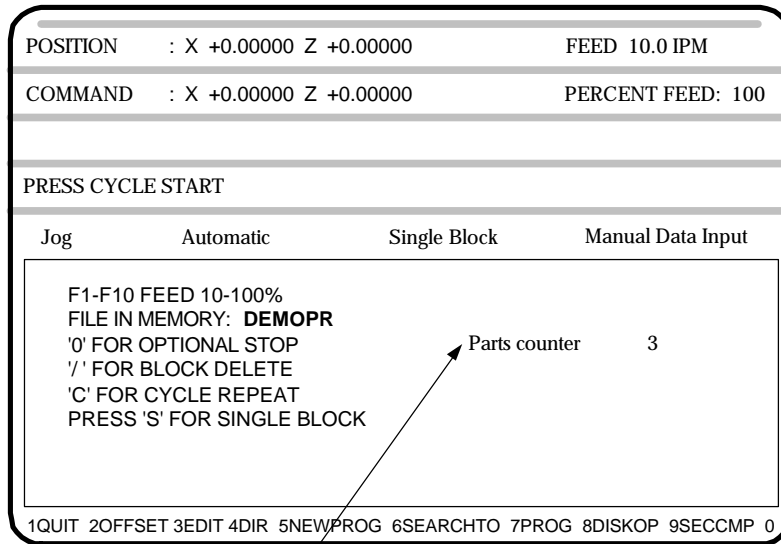 POSITION : X +0.00000 Z +0.00000 FEED 10.0 IPM
COMMAND : X +0.00000 Z +0.00000 PERCENT FEED: 100
PRESS CYCLE START
Jog Automatic Single Block Manual Data Input
F1-F10 FEED 10-100%
FILE IN MEMORY: DEMOPR
'0' FOR OPTIONAL STOP
Parts counter 3
'/ ' FOR BLOCK DELETE
'C' FOR CYCLE REPEAT
PRESS 'S' FOR SINGLE BLOCK
1QUIT 2OFFSET 3EDIT 4DIR 5NEWPROG 6SEARCHTO 7PROG 8DISKOP 9SECCMP 0